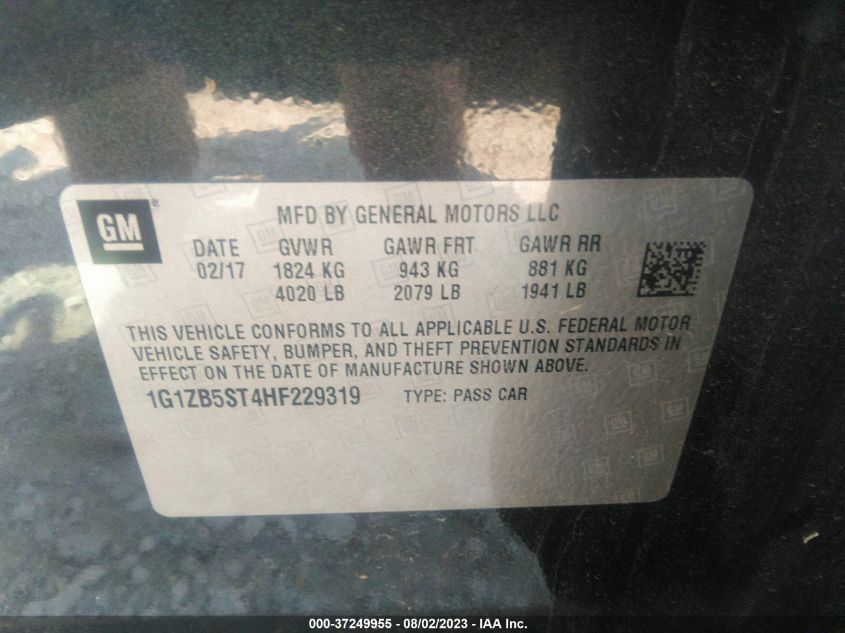 GM ®
MFD BY GENERAL MOTORS LLC
DATE GVWR GAWR FRT GAWR RR
02/17 1824 KG 943 KG 881 KG
4020 LB 2079 LB 1941 LB
THIS VEHICLE CONFORMS TO ALL APPLICABLE U.S. FEDERAL MOTOR
VEHICLE SAFETY, BUMPER, AND THEFT PREVENTION STANDARDS IN
EFFECT ON THE DATE OF MANUFACTURE SHOWN ABOVE.
1G1ZB5ST4HF229319 TYPE: PASS CAR
000-37249955 - 08/02/2023 - IAA Inc.